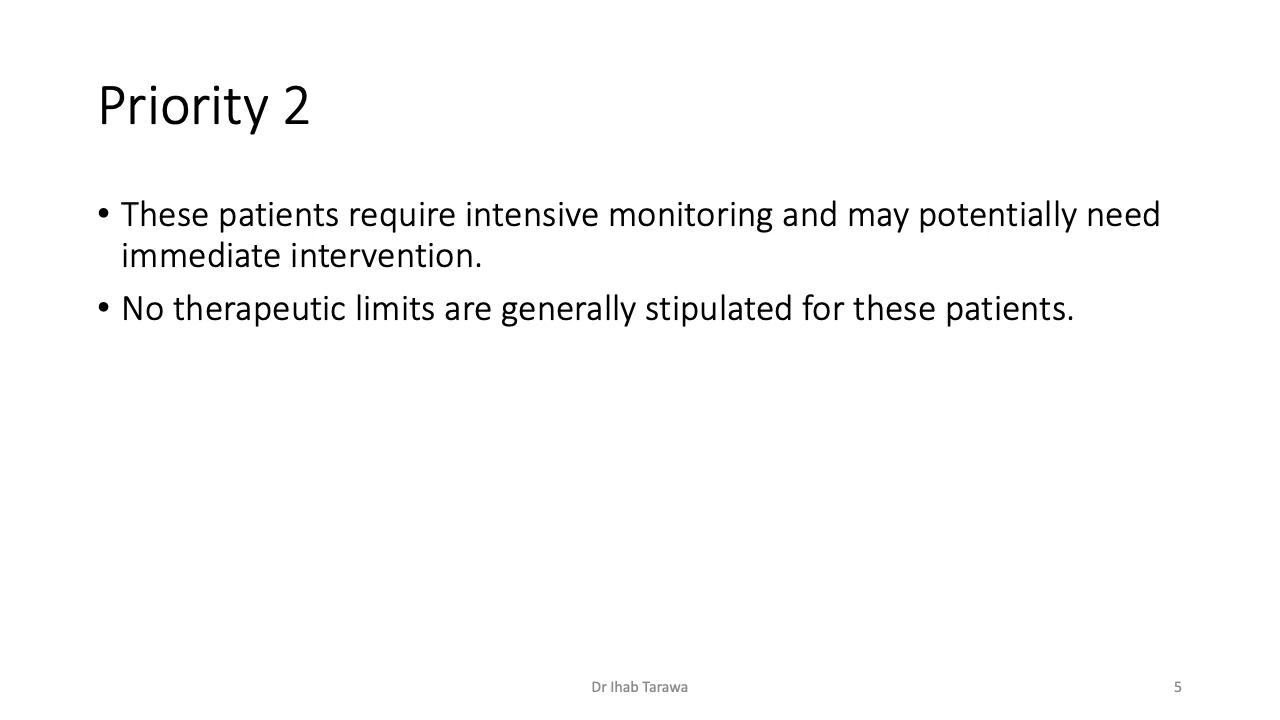 Priority 2
• These patients require intensive monitoring and may potentially need
immediate intervention.
• No therapeutic limits are generally stipulated for these patients.
Dr Ihab Tarawa
5